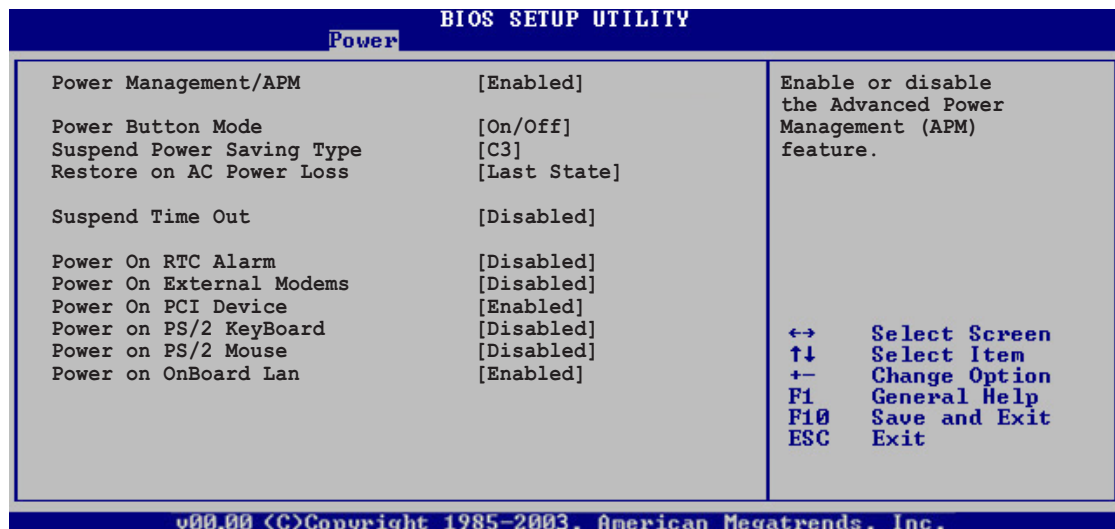 BIOS SETUP UTILITY
Power
Power Management/APM [Enabled]
Power Button Mode [On/Off]
Suspend Power Saving Type [C3]
Restore on AC Power Loss [Last State]
Suspend Time Out [Disabled]
Power On RTC Alarm [Disabled]
Power On External Modems [Disabled]
Power On PCI Device [Enabled]
Power on PS/2 KeyBoard [Disabled]
Power on PS/2 Mouse [Disabled]
Power on OnBoard Lan [Enabled]
Enable or disable
the Advanced Power
Management (APM)
feature.
←→ Select Screen
↑↓ Select Item
+- Change Option
F1 General Help
F10 Save and Exit
ESC Exit
v00.00 (C)Copyright 1985-2003, American Megatrends, Inc.